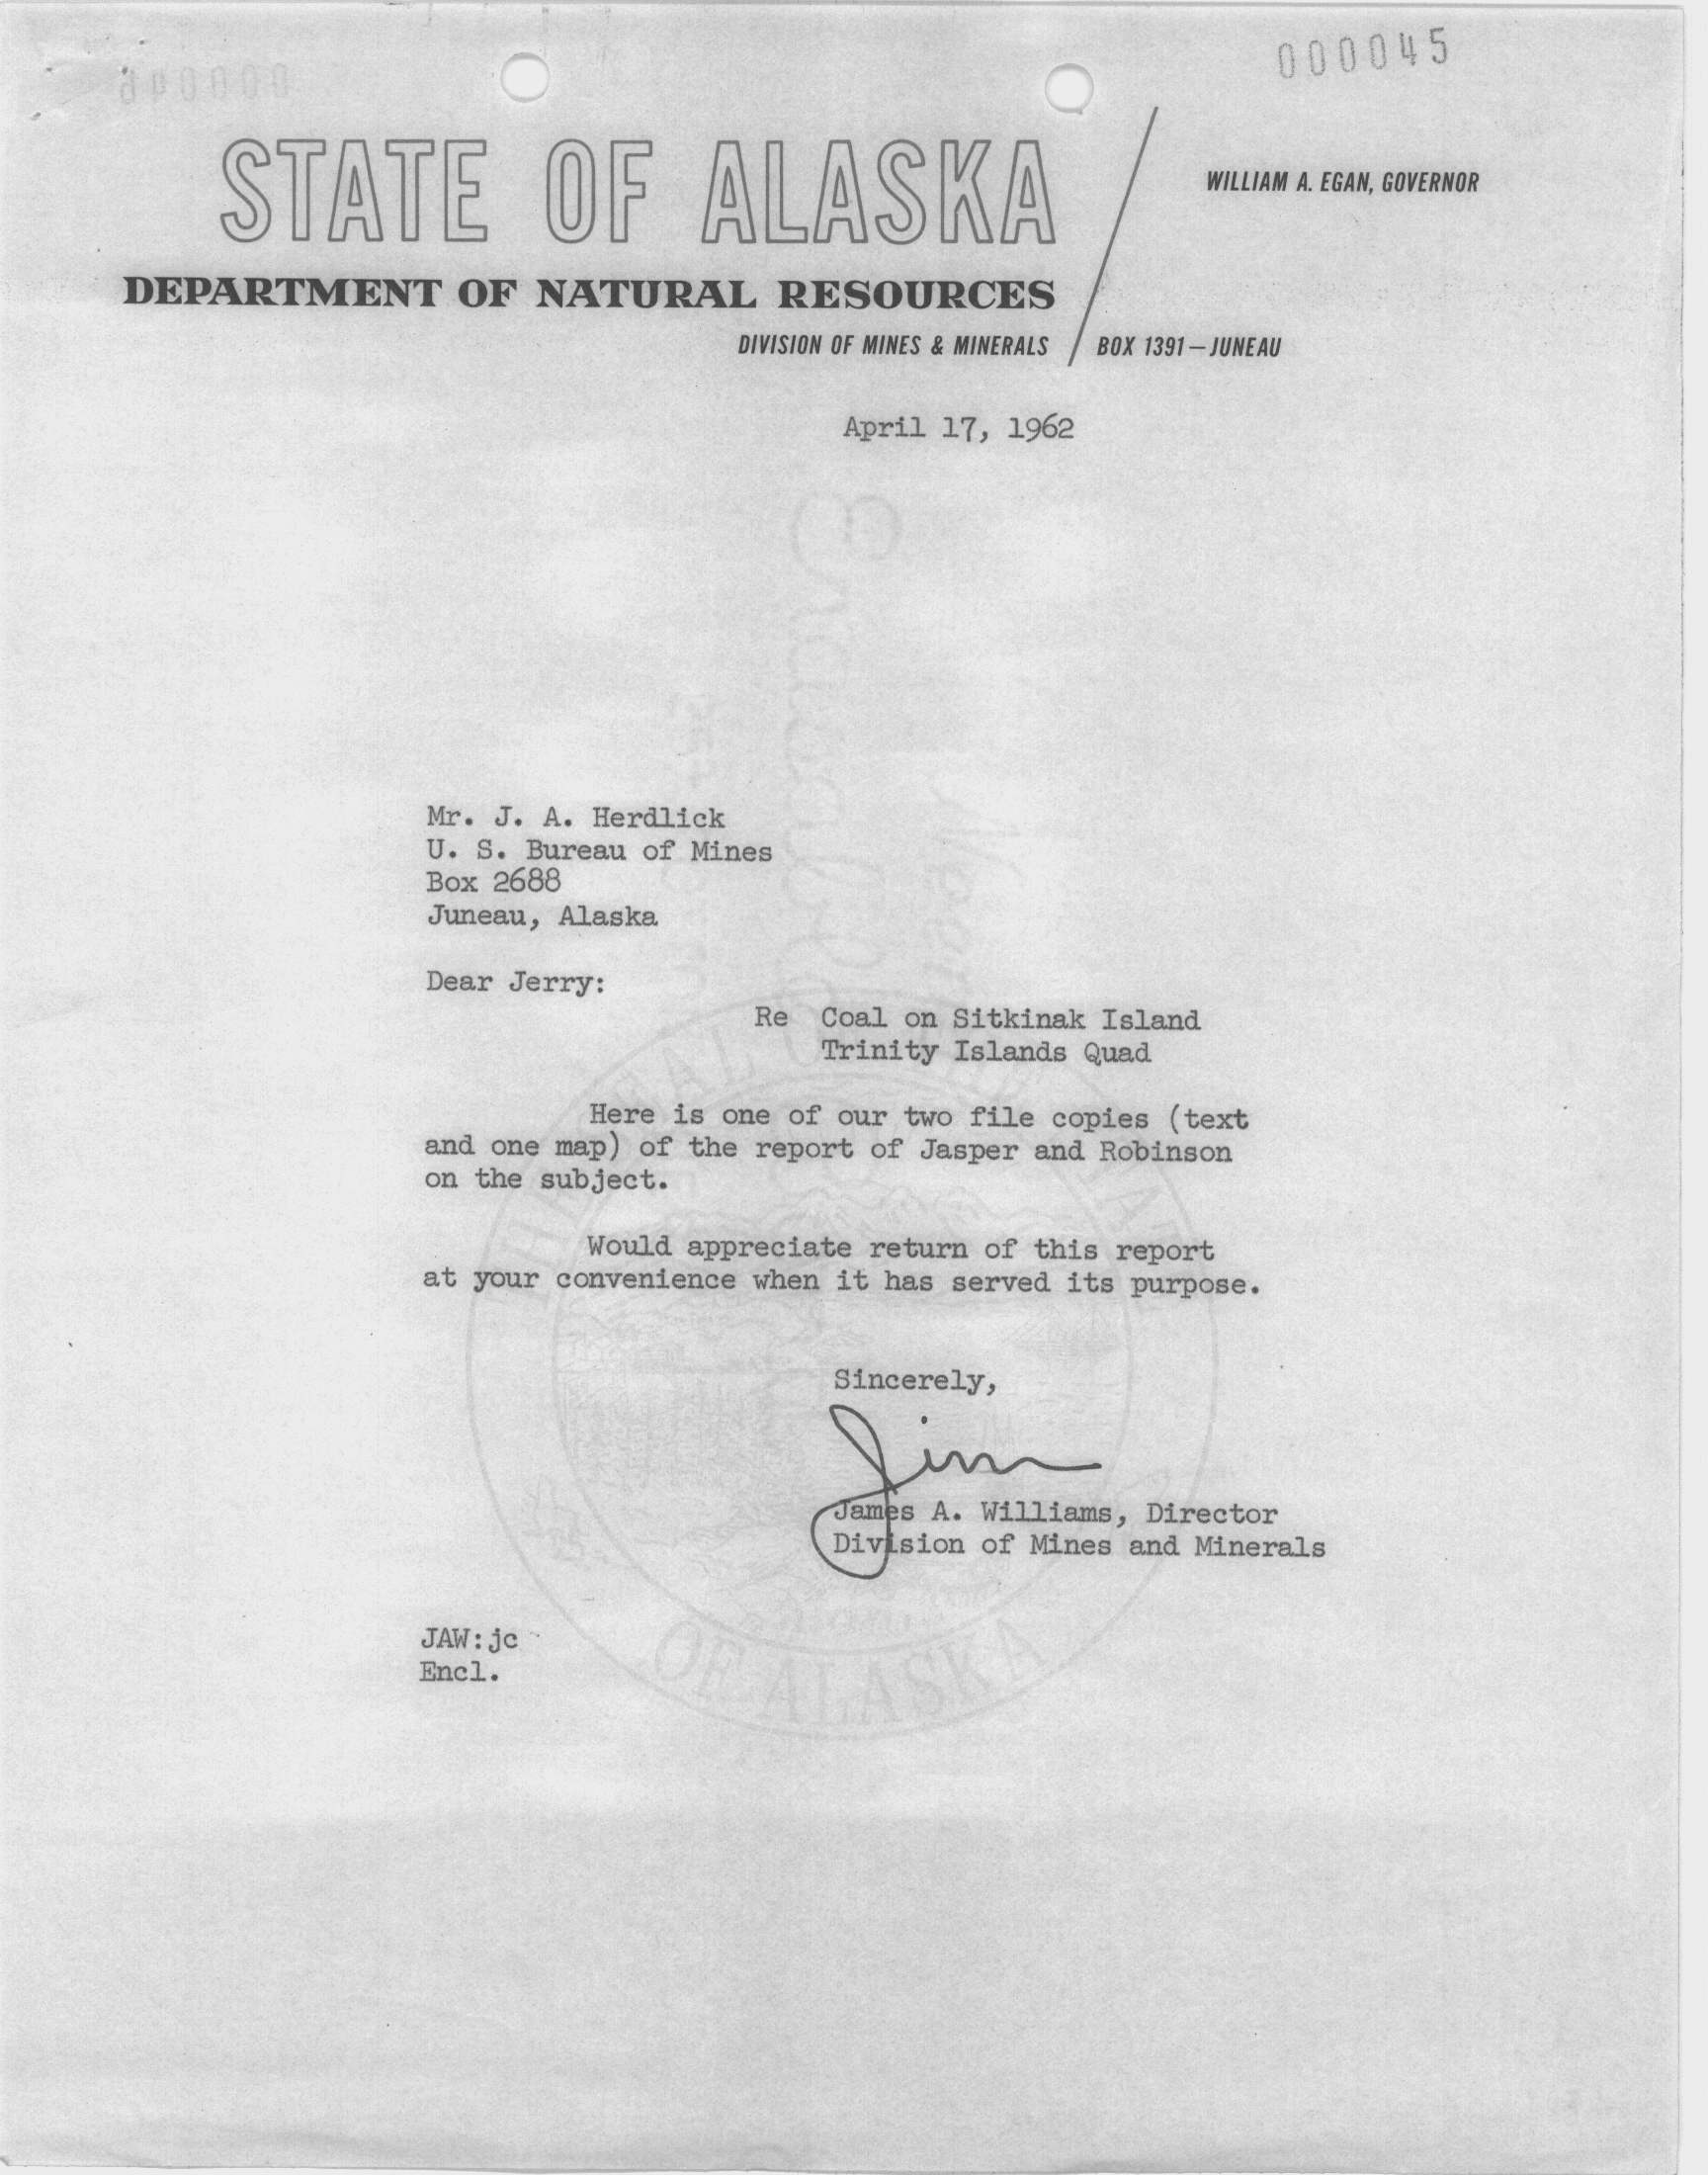 000045
STATE OF ALASKA
WILLIAM A. EGAN, GOVERNOR
DEPARTMENT OF NATURAL RESOURCES
DIVISION OF MINES & MINERALS / BOX 1391—JUNEAU
April 17, 1962
Mr. J. A. Herdlick
U. S. Bureau of Mines
Box 2688
Juneau, Alaska
Dear Jerry:
Re Coal on Sitkinak Island
Trinity Islands Quad
Here is one of our two file copies (text
and one map) of the report of Jasper and Robinson
on the subject.
Would appreciate return of this report
at your convenience when it has served its purpose.
Sincerely,
Jim
James A. Williams, Director
Division of Mines and Minerals
JAW:jc
Encl.
OF ALASKA